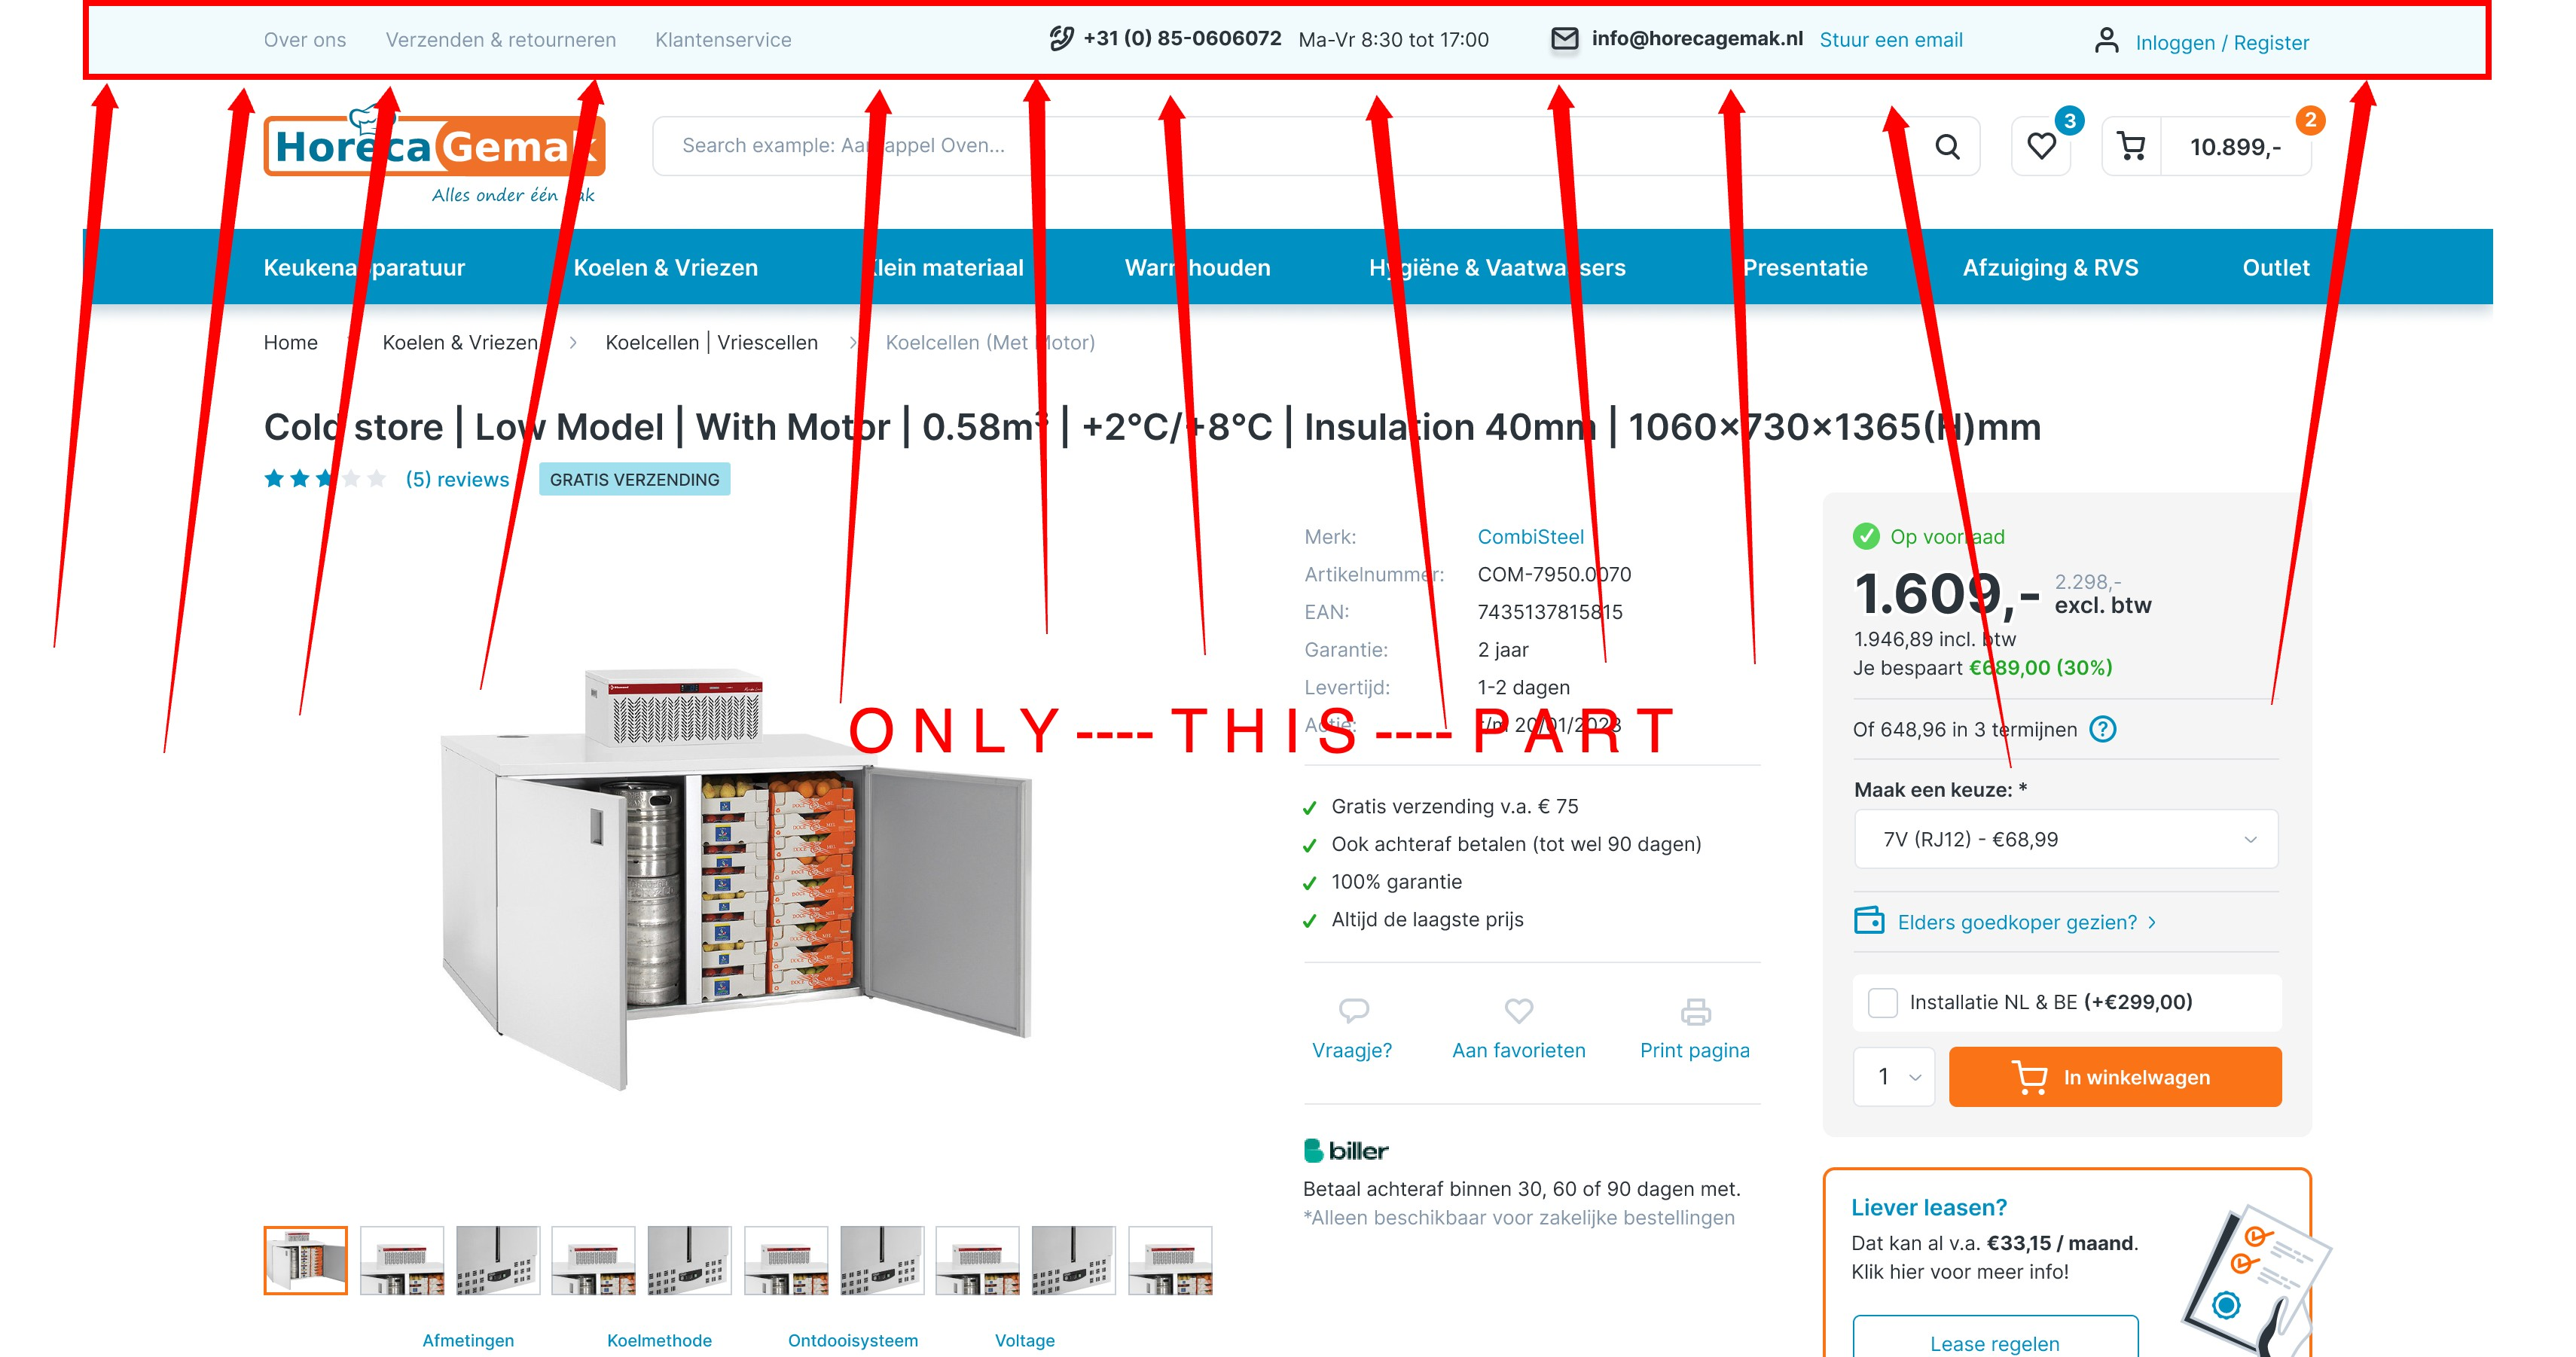 Over ons Verzenden & retourneren Klantenservice +31 (0) 85-0606072 Ma-Vr 8:30 tot 17:00 info@horecagemak.nl Stuur een email Inloggen / Register
HorecaGemak
Alles onder één dak
Search example: Aardappel Oven...
3
10.899,-
2
Keukenapparatuur Koelen & Vriezen Klein materiaal Warmhouden Hygiëne & Vaatwassers Presentatie Afzuiging & RVS Outlet
Home Koelen & Vriezen > Koelcellen | Vriescellen > Koelcellen (Met Motor)
Cold store | Low Model | With Motor | 0.58m³ | +2°C/+8°C | Insulation 40mm | 1060×730×1365(H)mm
(5) reviews GRATIS VERZENDING
Merk: CombiSteel
Artikelnummer: COM-7950.0070
EAN: 7435137815815
Garantie: 2 jaar
Levertijd: 1-2 dagen
Actie: t/m 20/01/2023
ONLY----THIS----PART
Gratis verzending v.a. € 75
Ook achteraf betalen (tot wel 90 dagen)
100% garantie
Altijd de laagste prijs
Vraagje? Aan favorieten Print pagina
biller
Betaal achteraf binnen 30, 60 of 90 dagen met.
*Alleen beschikbaar voor zakelijke bestellingen
Op voorraad
1.609,- 2.298,-
excl. btw
1.946,89 incl. btw
Je bespaart €689,00 (30%)
Of 648,96 in 3 termijnen ?
Maak een keuze: *
7V (RJ12) - €68,99
Elders goedkoper gezien? >
Installatie NL & BE (+€299,00)
1 In winkelwagen
Liever leasen?
Dat kan al v.a. €33,15 / maand.
Klik hier voor meer info!
Lease regelen
Afmetingen Koelmethode Ontdooisysteem Voltage